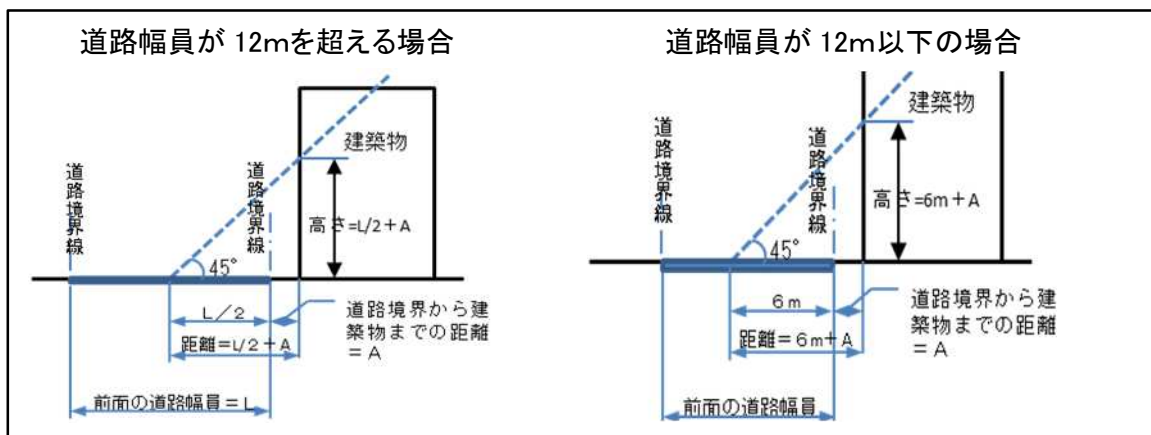 道路幅員が 12mを超える場合
建築物
道路境界線
道路境界線
高さ=L/2+A
45°
L/2
道路境界から建
築物までの距離
=A
距離=L/2+A
前面の道路幅員=L
道路幅員が 12m以下の場合
建築物
道路境界線
道路境界線
高さ=6m+A
45°
6m
道路境界から建
築物までの距離
=A
距離=6m+A
前面の道路幅員